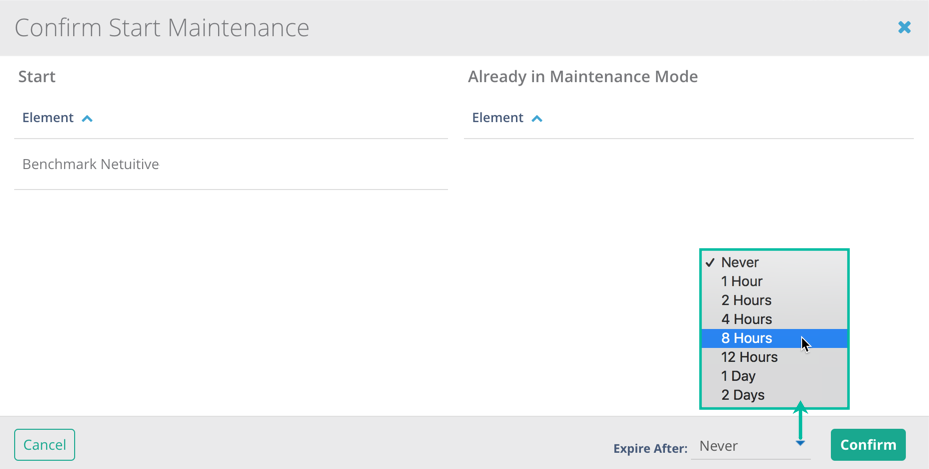 Confirm Start Maintenance
Start
Already in Maintenance Mode
Element
Element
Benchmark Netuitive
Never
1 Hour
2 Hours
4 Hours
8 Hours
12 Hours
1 Day
2 Days
Cancel
Expire After: Never
Confirm